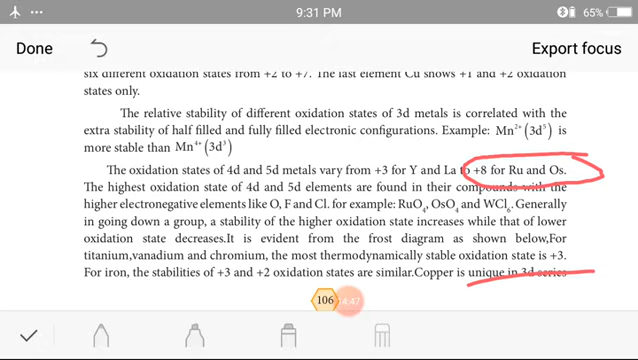 9:31 PM
65%
Done
Export focus
six different oxidation states from +2 to +7. The last element Cu shows +1 and +2 oxidation
states only.
The relative stability of different oxidation states of 3d metals is correlated with the
extra stability of half filled and fully filled electronic configurations. Example: Mn²⁺(3d⁵) is
more stable than Mn⁴⁺(3d³)
The oxidation states of 4d and 5d metals vary from +3 for Y and La to +8 for Ru and Os.
The highest oxidation state of 4d and 5d elements are found in their compounds with the
higher electronegative elements like O, F and Cl. for example: RuO₄, OsO₄ and WCl₆. Generally
in going down a group, a stability of the higher oxidation state increases while that of lower
oxidation state decreases.It is evident from the frost diagram as shown below,For
titanium,vanadium and chromium, the most thermodynamically stable oxidation state is +3.
For iron, the stabilities of +3 and +2 oxidation states are similar.Copper is unique in 3d series
106
4:47